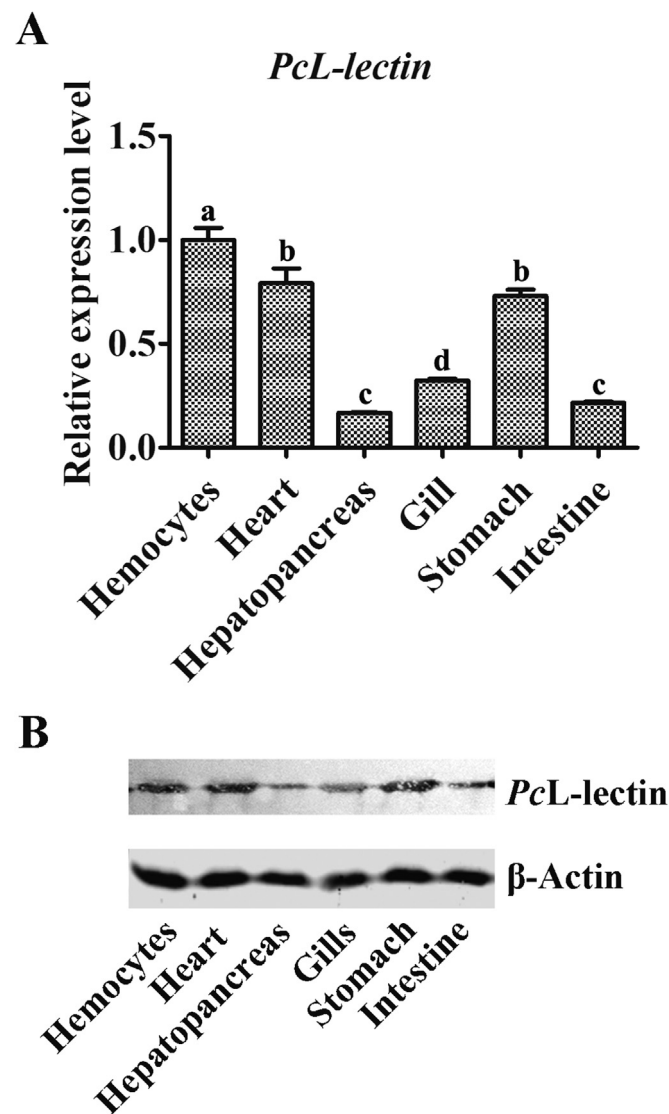 A
PcL-lectin
Relative expression level
1.5
1.0
0.5
0.0
a
b
c
d
b
c
Hemocytes
Heart
Hepatopancreas
Gill
Stomach
Intestine
B
PcL-lectin
β-Actin
Hemocytes
Heart
Hepatopancreas
Gills
Stomach
Intestine